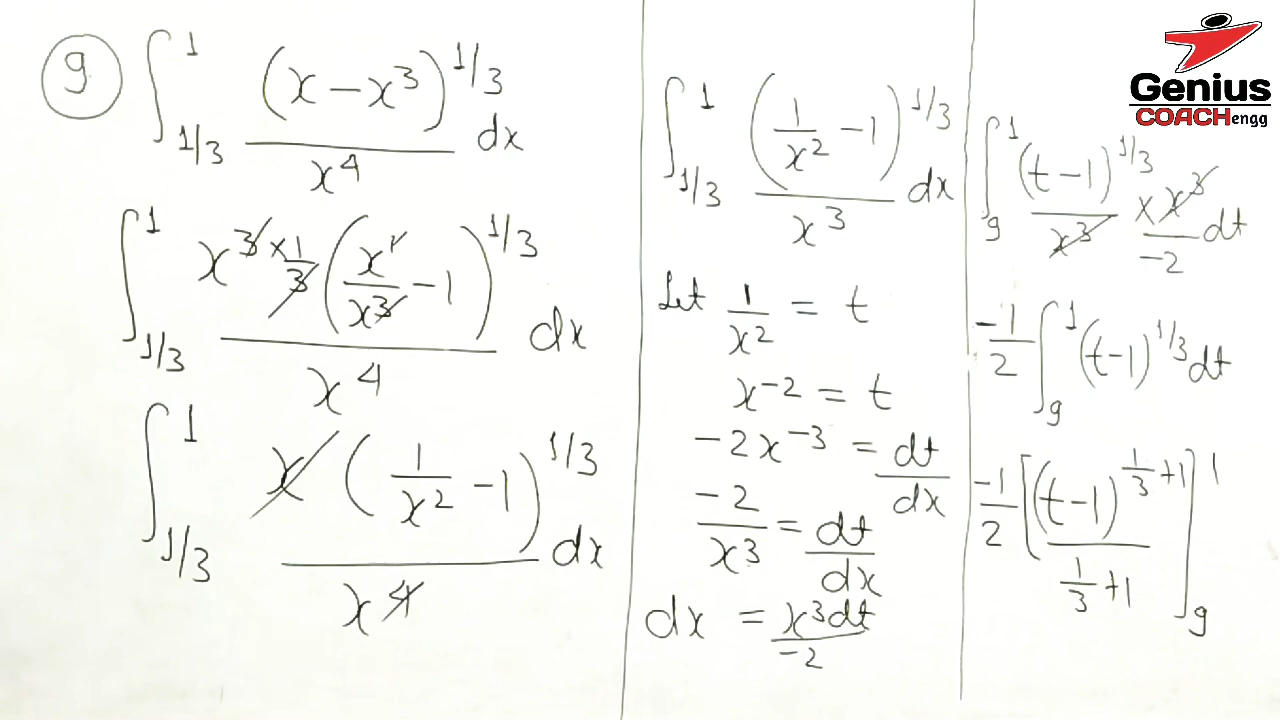 9 ∫_{1/3}^{1} (x - x³)^{1/3} / x⁴ dx
∫_{1/3}^{1} x^{3×1/3} (x¹/x³ - 1)^{1/3} / x⁴ dx
∫_{1/3}^{1} x (1/x² - 1)^{1/3} / x⁴ dx
∫_{1/3}^{1} (1/x² - 1)^{1/3} / x³ dx
Let 1/x² = t
x⁻² = t
-2x⁻³ = dt/dx
-2/x³ = dt/dx
dx = x³dt/-2
Genius
COACHengg
∫_{9}^{1} (t-1)^{1/3} / x³ × x³/-2 dt
-1/2 ∫_{9}^{1} (t-1)^{1/3} dt
-1/2 [(t-1)^{1/3+1} / (1/3+1)]_{9}^{1}